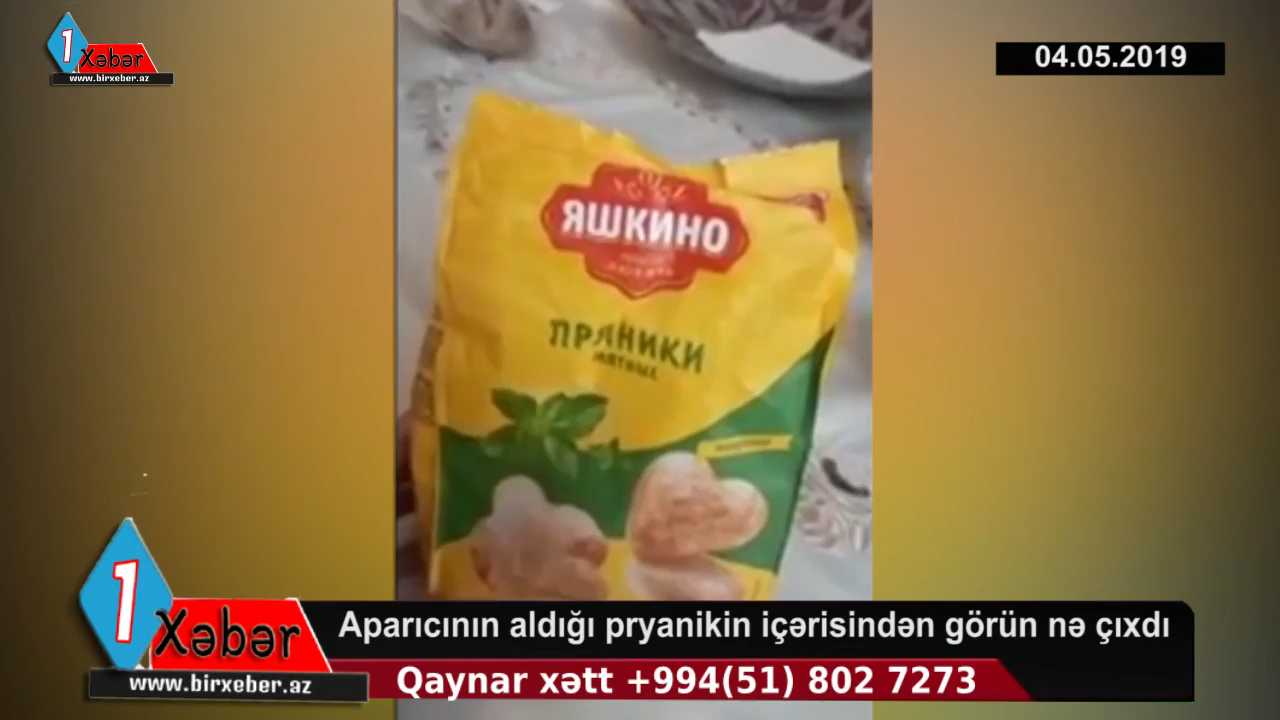 1 Xəbər
www.birxeber.az
04.05.2019
ЯШКИНО
ПРЯНИКИ
МЯТНЫЕ
1 Xəbər
www.birxeber.az
Aparıcının aldığı pryanikin içərisindən görün nə çıxdı
Qaynar xətt +994(51) 802 7273